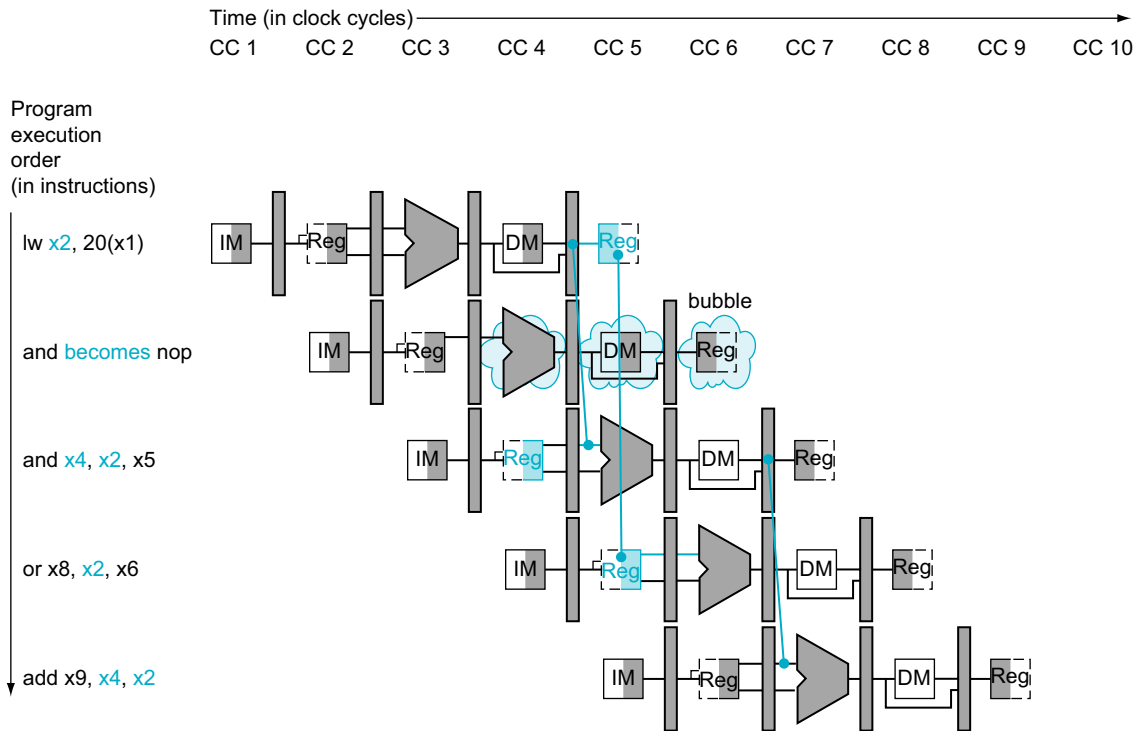 Time (in clock cycles)
CC 1 CC 2 CC 3 CC 4 CC 5 CC 6 CC 7 CC 8 CC 9 CC 10
Program
execution
order
(in instructions)
lw x2, 20(x1)
IM Reg DM Reg
bubble
and becomes nop
IM Reg DM Reg
and x4, x2, x5
IM Reg DM Reg
or x8, x2, x6
IM Reg DM Reg
add x9, x4, x2
IM Reg DM Reg